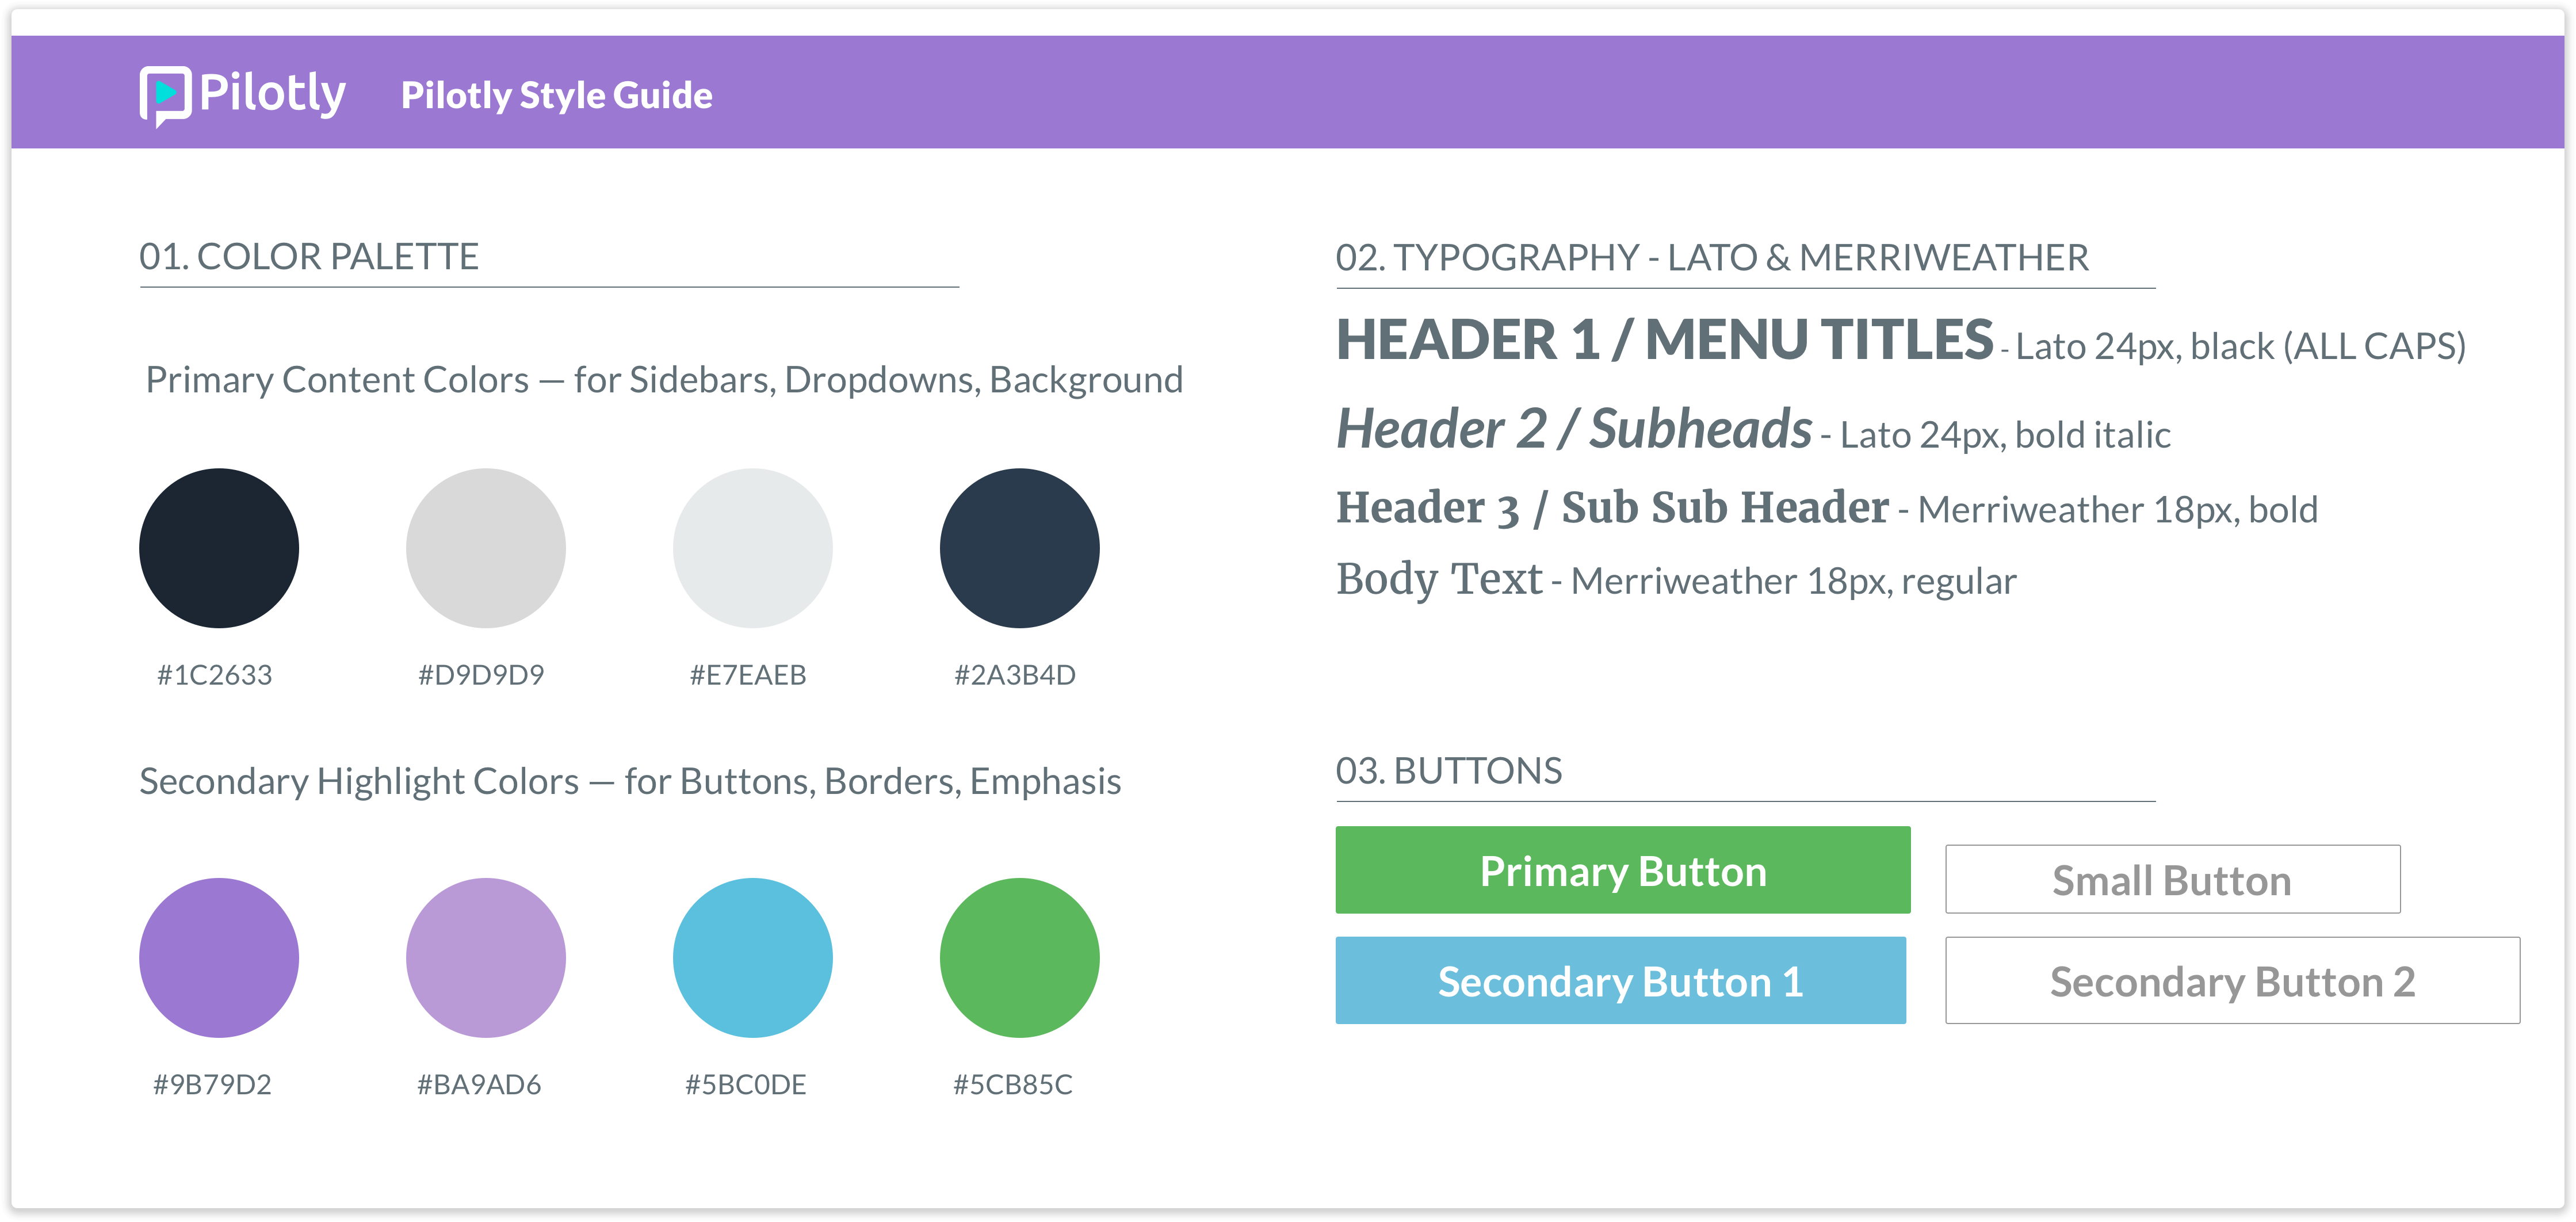 Pilotly
Pilotly Style Guide
01. COLOR PALETTE
Primary Content Colors — for Sidebars, Dropdowns, Background
#1C2633
#D9D9D9
#E7EAEB
#2A3B4D
Secondary Highlight Colors — for Buttons, Borders, Emphasis
#9B79D2
#BA9AD6
#5BC0DE
#5CB85C
02. TYPOGRAPHY - LATO & MERRIWEATHER
HEADER 1 / MENU TITLES - Lato 24px, black (ALL CAPS)
Header 2 / Subheads - Lato 24px, bold italic
Header 3 / Sub Sub Header - Merriweather 18px, bold
Body Text - Merriweather 18px, regular
03. BUTTONS
Primary Button
Small Button
Secondary Button 1
Secondary Button 2